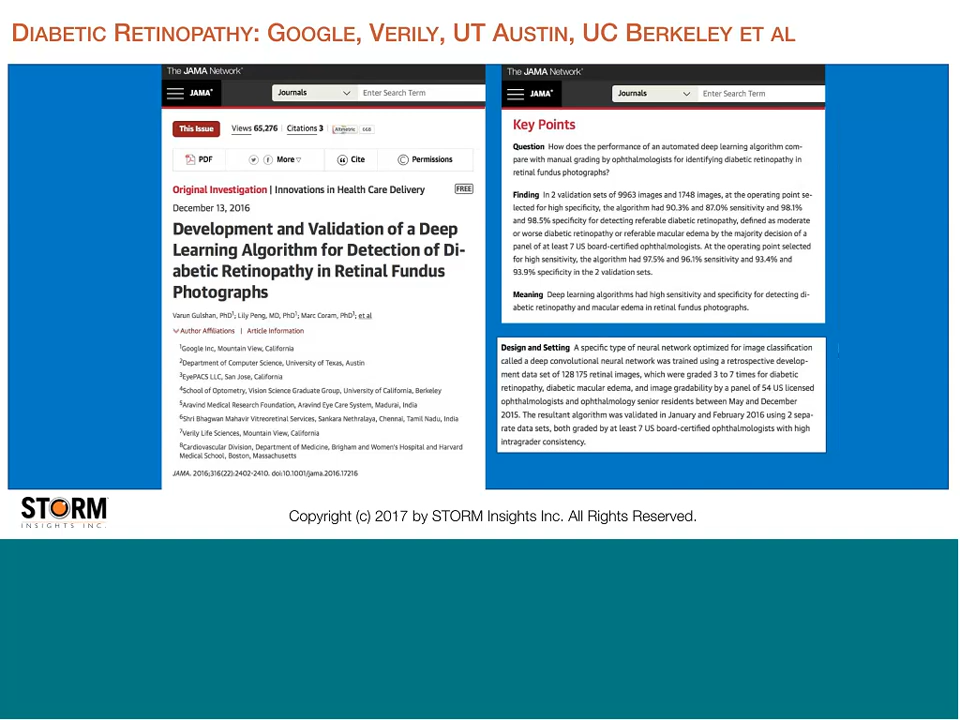 DIABETIC RETINOPATHY: GOOGLE, VERILY, UT AUSTIN, UC BERKELEY ET AL
The JAMA Network
JAMA
Journals
Enter Search Term
This Issue
Views 65,276 | Citations 3
Altmetric
PDF
More
Cite
Permissions
Original Investigation | Innovations in Health Care Delivery
FREE
December 13, 2016
Development and Validation of a Deep
Learning Algorithm for Detection of Di-
abetic Retinopathy in Retinal Fundus
Photographs
Varun Gulshan, PhD1; Lily Peng, MD, PhD1; Marc Coram, PhD1; et al
Author Affiliations | Article Information
1Google Inc, Mountain View, California
2Department of Computer Science, University of Texas, Austin
3EyePACS LLC, San Jose, California
4School of Optometry, Vision Science Graduate Group, University of California, Berkeley
5Aravind Medical Research Foundation, Aravind Eye Care System, Madurai, India
6Shri Bhagwan Mahavir Vitreoretinal Services, Sankara Nethralaya, Chennai, Tamil Nadu, India
7Verily Life Sciences, Mountain View, California
8Cardiovascular Division, Department of Medicine, Brigham and Women's Hospital and Harvard
Medical School, Boston, Massachusetts
JAMA. 2016;316(22):2402-2410. doi:10.1001/jama.2016.17216
The JAMA Network
JAMA
Journals
Enter Search Term
Key Points
Question How does the performance of an automated deep learning algorithm com-
pare with manual grading by ophthalmologists for identifying diabetic retinopathy in
retinal fundus photographs?
Finding In 2 validation sets of 9963 images and 1748 images, at the operating point se-
lected for high specificity, the algorithm had 90.3% and 87.0% sensitivity and 98.1%
and 98.5% specificity for detecting referable diabetic retinopathy, defined as moderate
or worse diabetic retinopathy or referable macular edema by the majority decision of a
panel of at least 7 US board-certified ophthalmologists. At the operating point selected
for high sensitivity, the algorithm had 97.5% and 96.1% sensitivity and 93.4% and
93.9% specificity in the 2 validation sets.
Meaning Deep learning algorithms had high sensitivity and specificity for detecting di-
abetic retinopathy and macular edema in retinal fundus photographs.
Design and Setting A specific type of neural network optimized for image classification
called a deep convolutional neural network was trained using a retrospective develop-
ment data set of 128 175 retinal images, which were graded 3 to 7 times for diabetic
retinopathy, diabetic macular edema, and image gradability by a panel of 54 US licensed
ophthalmologists and ophthalmology senior residents between May and December
2015. The resultant algorithm was validated in January and February 2016 using 2 sepa-
rate data sets, both graded by at least 7 US board-certified ophthalmologists with high
intragrader consistency.
STORM
INSIGHTS INC.
Copyright (c) 2017 by STORM Insights Inc. All Rights Reserved.